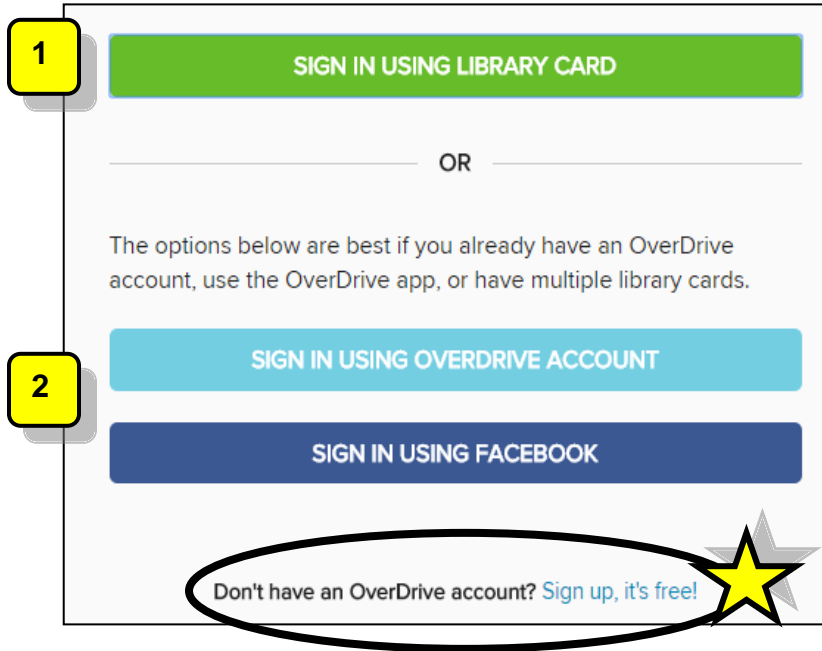 1
SIGN IN USING LIBRARY CARD
OR
The options below are best if you already have an OverDrive
account, use the OverDrive app, or have multiple library cards.
SIGN IN USING OVERDRIVE ACCOUNT
2
SIGN IN USING FACEBOOK
Don't have an OverDrive account? Sign up, it's free!